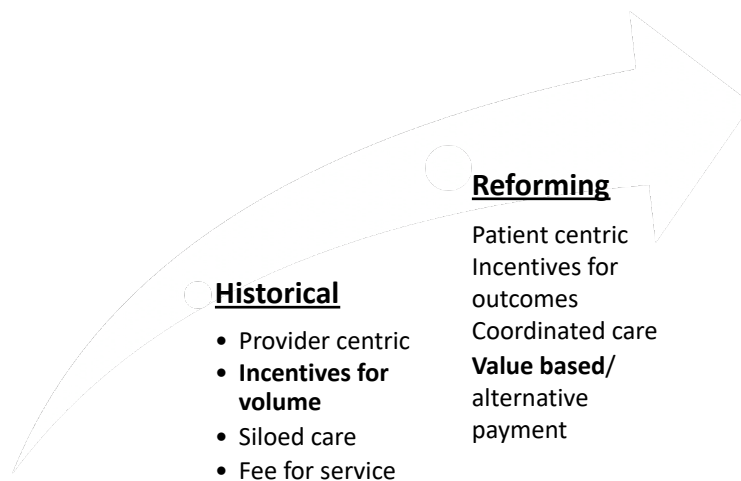 Historical
• Provider centric
• Incentives for
volume
• Siloed care
• Fee for service
Reforming
Patient centric
Incentives for
outcomes
Coordinated care
Value based/
alternative
payment